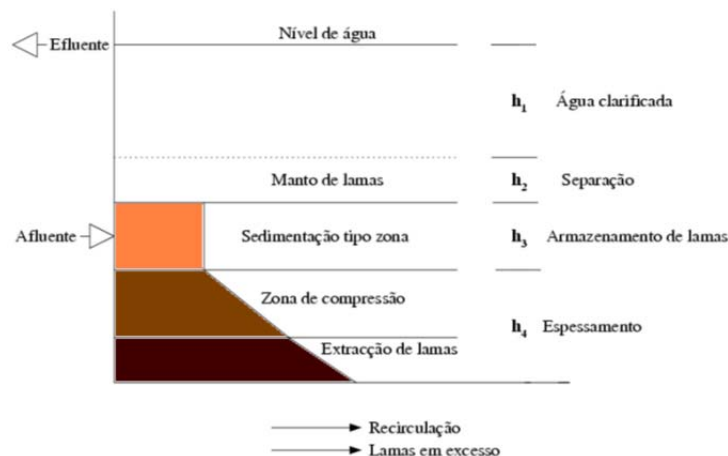 Nível de água
Efluente
h1 Água clarificada
Manto de lamas
h2 Separação
Afluente
Sedimentação tipo zona
h3 Armazenamento de lamas
Zona de compressão
h4 Espessamento
Extracção de lamas
Recirculação
Lamas em excesso